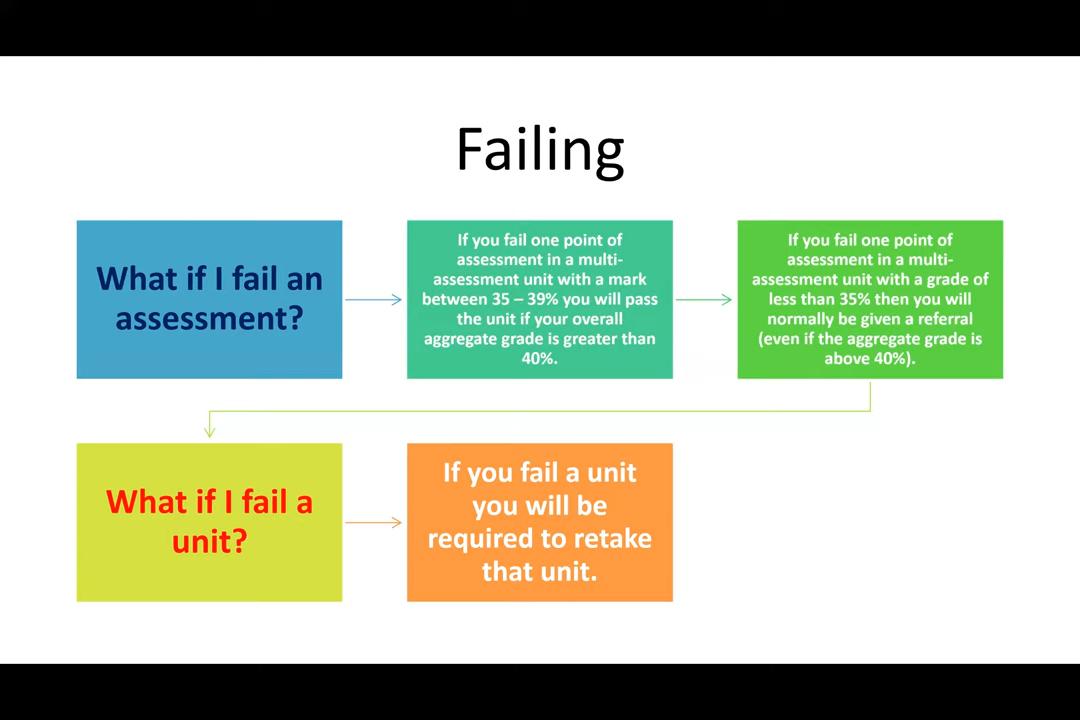 Failing
What if I fail an
assessment?
If you fail one point of
assessment in a multi-
assessment unit with a mark
between 35 – 39% you will pass
the unit if your overall
aggregate grade is greater than
40%.
If you fail one point of
assessment in a multi-
assessment unit with a grade of
less than 35% then you will
normally be given a referral
(even if the aggregate grade is
above 40%).
What if I fail a
unit?
If you fail a unit
you will be
required to retake
that unit.